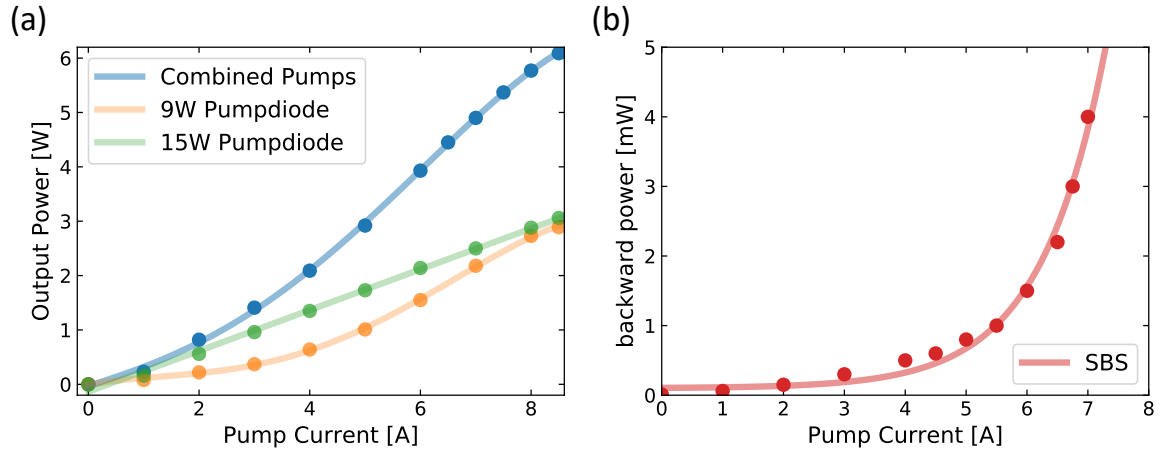 (a)
Output Power [W]
6
5
4
3
2
1
0
Combined Pumps
9W Pumpdiode
15W Pumpdiode
0 2 4 6 8
Pump Current [A]
(b)
backward power [mW]
5
4
3
2
1
0
SBS
0 1 2 3 4 5 6 7 8
Pump Current [A]